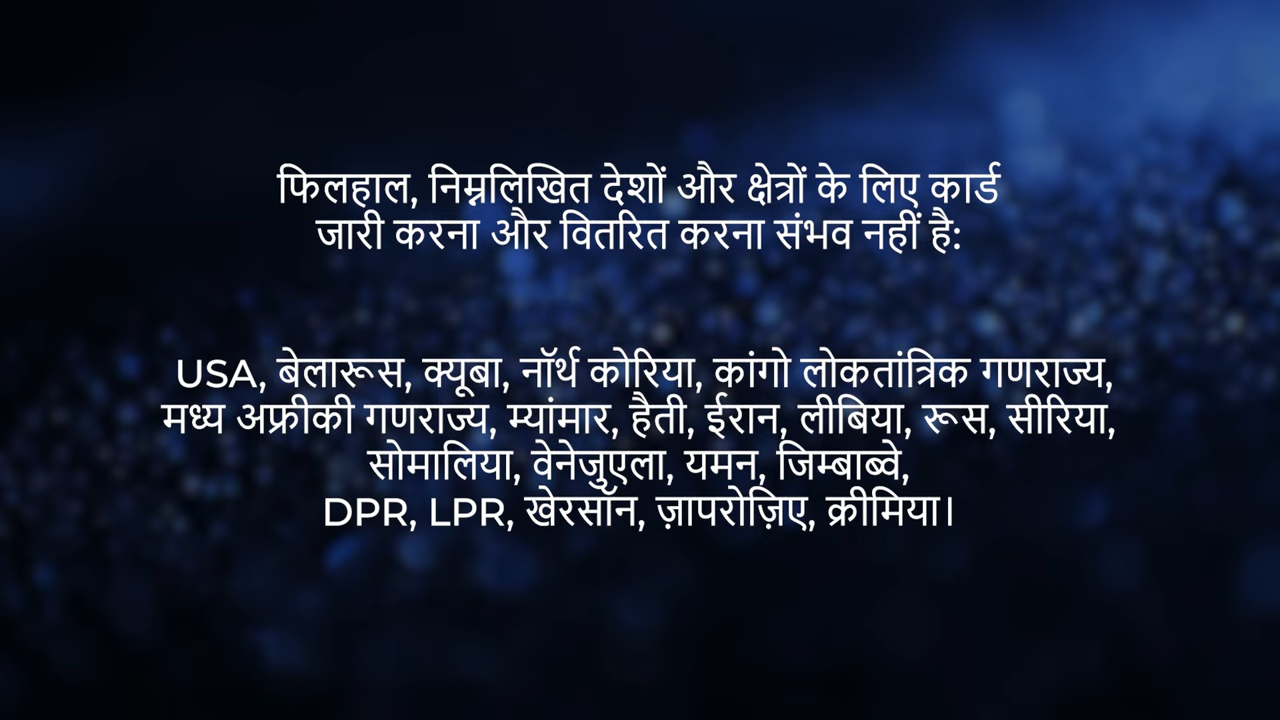 फिलहाल, निम्नलिखित देशों और क्षेत्रों के लिए कार्ड
जारी करना और वितरित करना संभव नहीं है:
USA, बेलारूस, क्यूबा, नॉर्थ कोरिया, कांगो लोकतांत्रिक गणराज्य,
मध्य अफ्रीकी गणराज्य, म्यांमार, हैती, ईरान, लीबिया, रूस, सीरिया,
सोमालिया, वेनेजुएला, यमन, जिम्बाब्वे,
DPR, LPR, खेरसॉन, ज़ापरोज़िए, क्रीमिया।